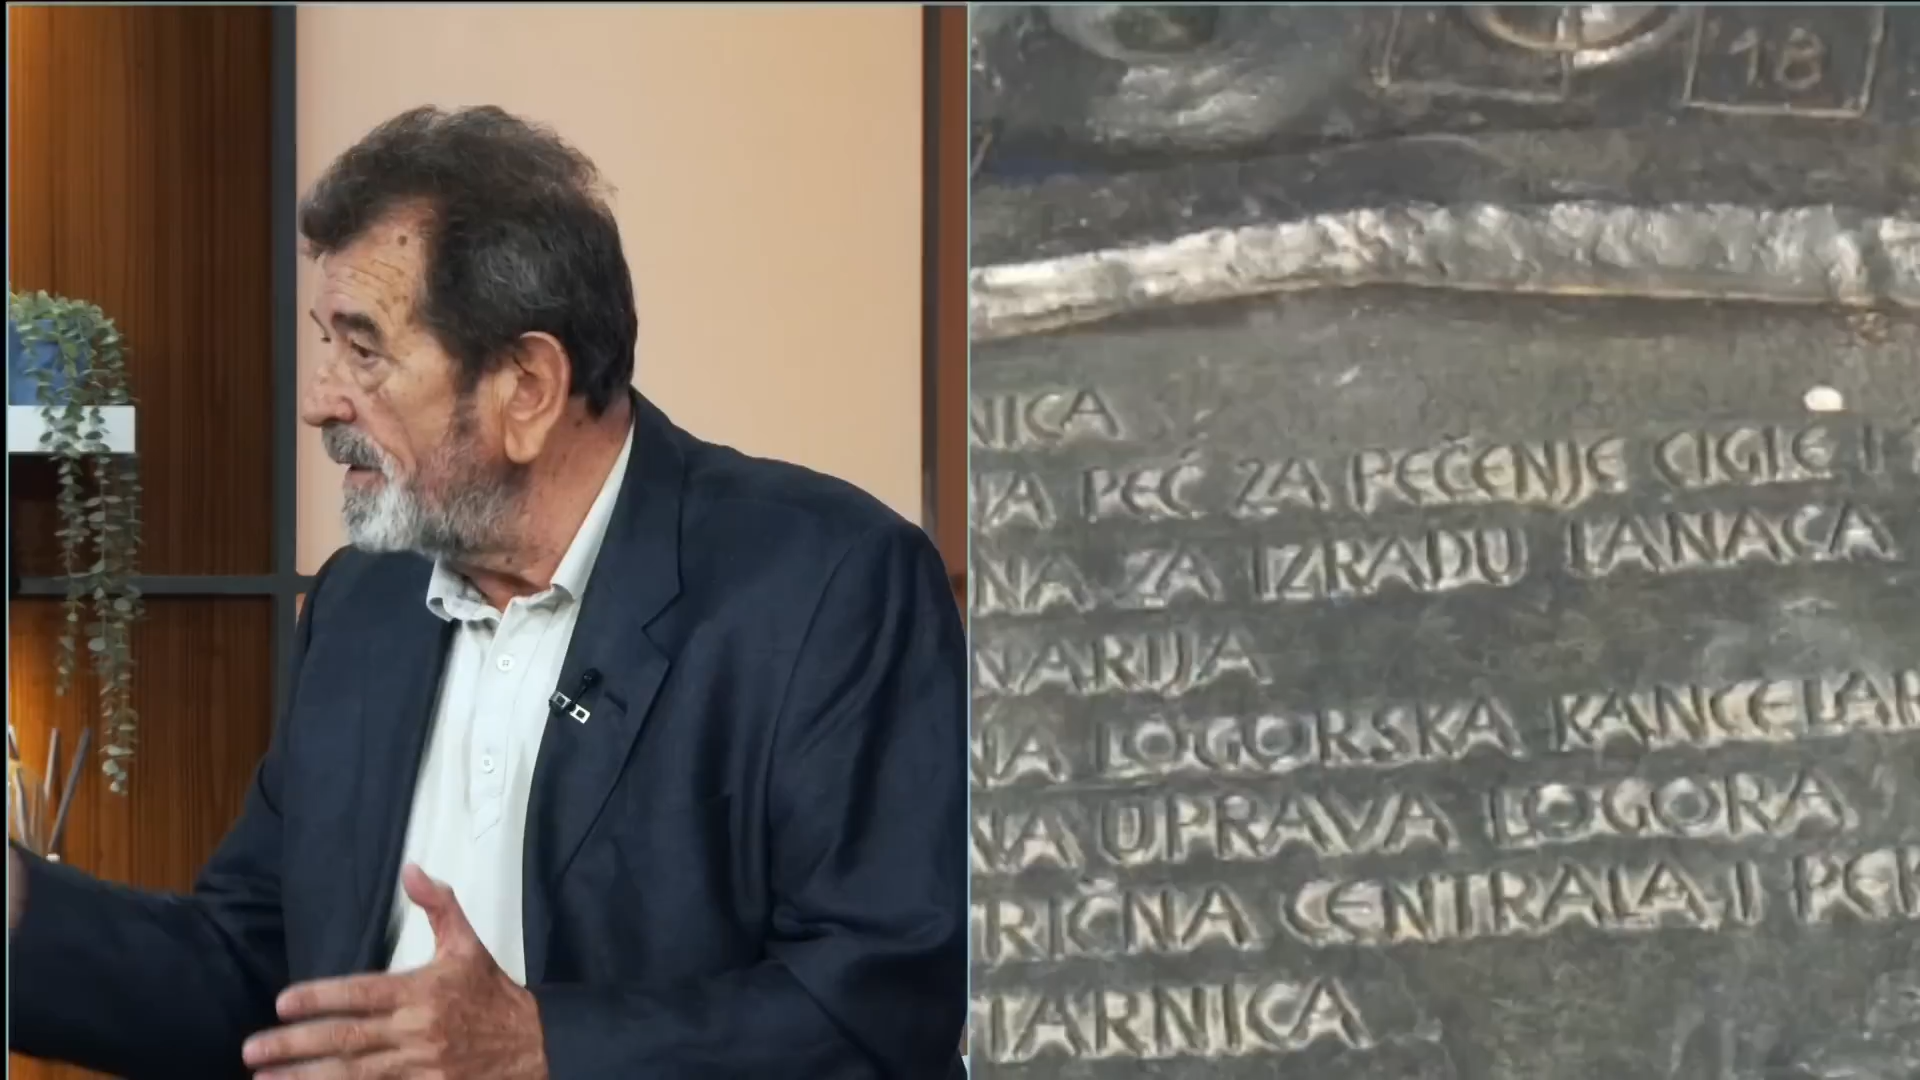 18
NICA
NA PEĆ ZA PEČENJE CIGLE I
NA ZA IZRADU LANACA
NARIJA
NA LOGORSKA KANCELAR
NA UPRAVA LOGORA
RIČNA CENTRALA I PEK
TARNICA